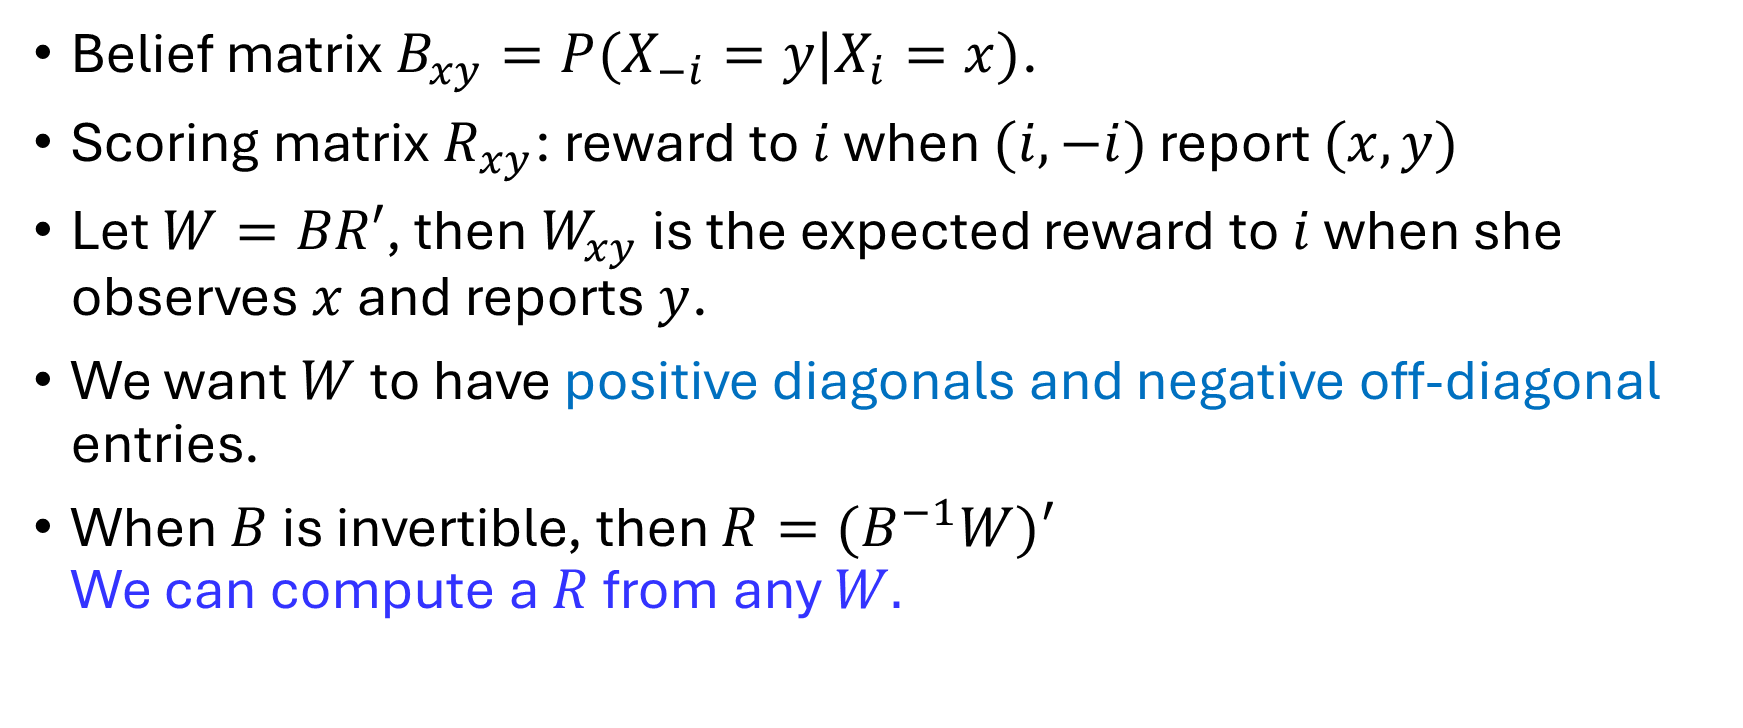 • Belief matrix B_{xy} = P(X_{−i} = y|X_i = x).
• Scoring matrix R_{xy}: reward to i when (i, −i) report (x, y)
• Let W = BR′, then W_{xy} is the expected reward to i when she
observes x and reports y.
• We want W to have positive diagonals and negative off-diagonal
entries.
• When B is invertible, then R = (B^{−1}W)′
We can compute a R from any W.